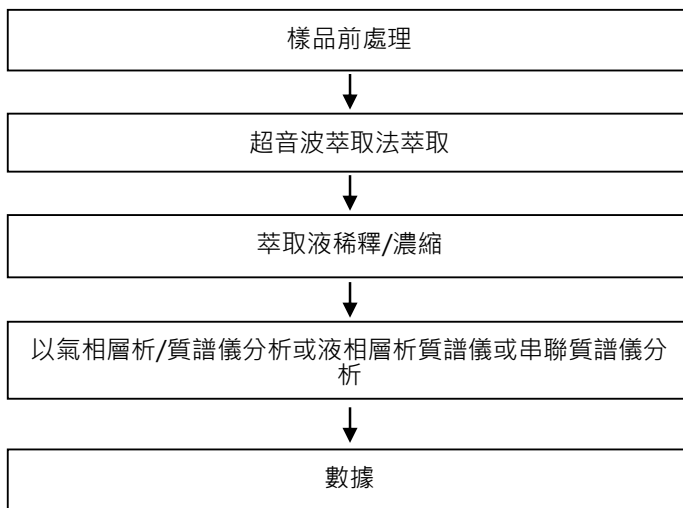 樣品前處理
超音波萃取法萃取
萃取液稀釋/濃縮
以氣相層析/質譜儀分析或液相層析質譜儀或串聯質譜儀分
析
數據